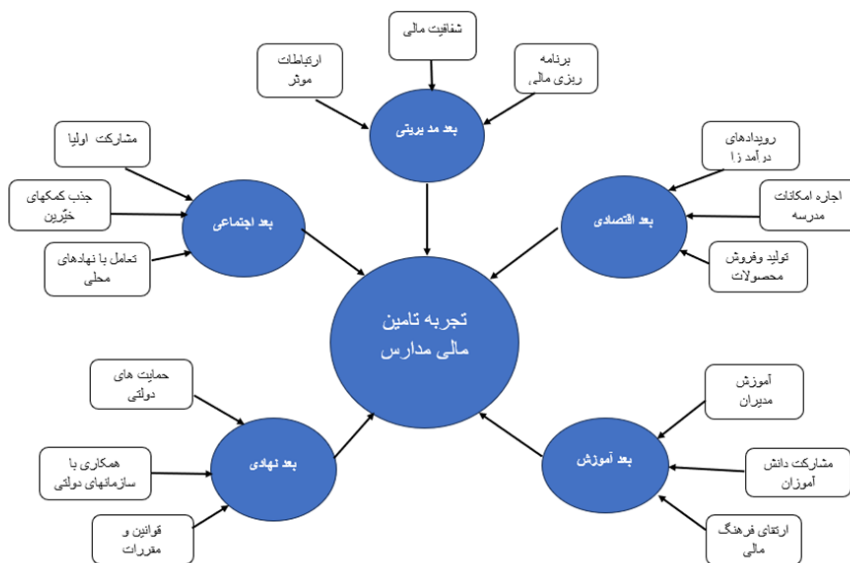 شفافیت مالی
برنامه
ریزی مالی
ارتباطات
موثر
بعد مدیریتی
رویدادهای
درآمد زا
اجاره امکانات
مدرسه
تولید وفروش
محصولات
بعد اقتصادی
مشارکت اولیا
جذب کمکهای
خیّرین
تعامل با نهادهای
محلی
بعد اجتماعی
تجربه تامین
مالی مدارس
آموزش
مدیران
مشارکت دانش
آموزان
ارتقای فرهنگ
مالی
بعد آموزش
حمایت های
دولتی
همکاری با
سازمانهای دولتی
قوانین و
مقررات
بعد نهادی